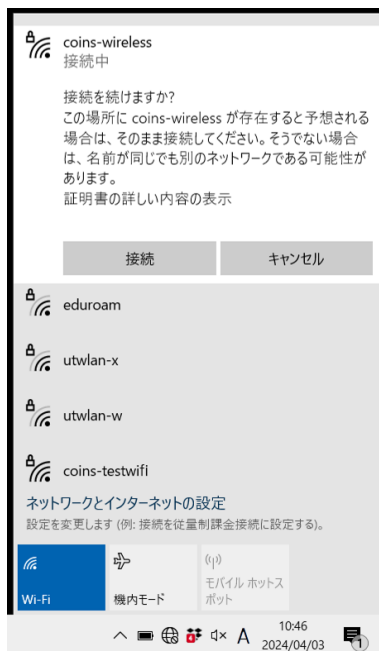 coins-wireless
接続中
接続を続けますか?
この場所に coins-wireless が存在すると予想される
場合は、そのまま接続してください。そうでない場合
は、名前が同じでも別のネットワークである可能性が
あります。
証明書の詳しい内容の表示
接続
キャンセル
eduroam
utwlan-x
utwlan-w
coins-testwifi
ネットワークとインターネットの設定
設定を変更します (例: 接続を従量制課金接続に設定する)。
Wi-Fi
機内モード
モバイル ホットス
ポット
A
10:46
2024/04/03
1